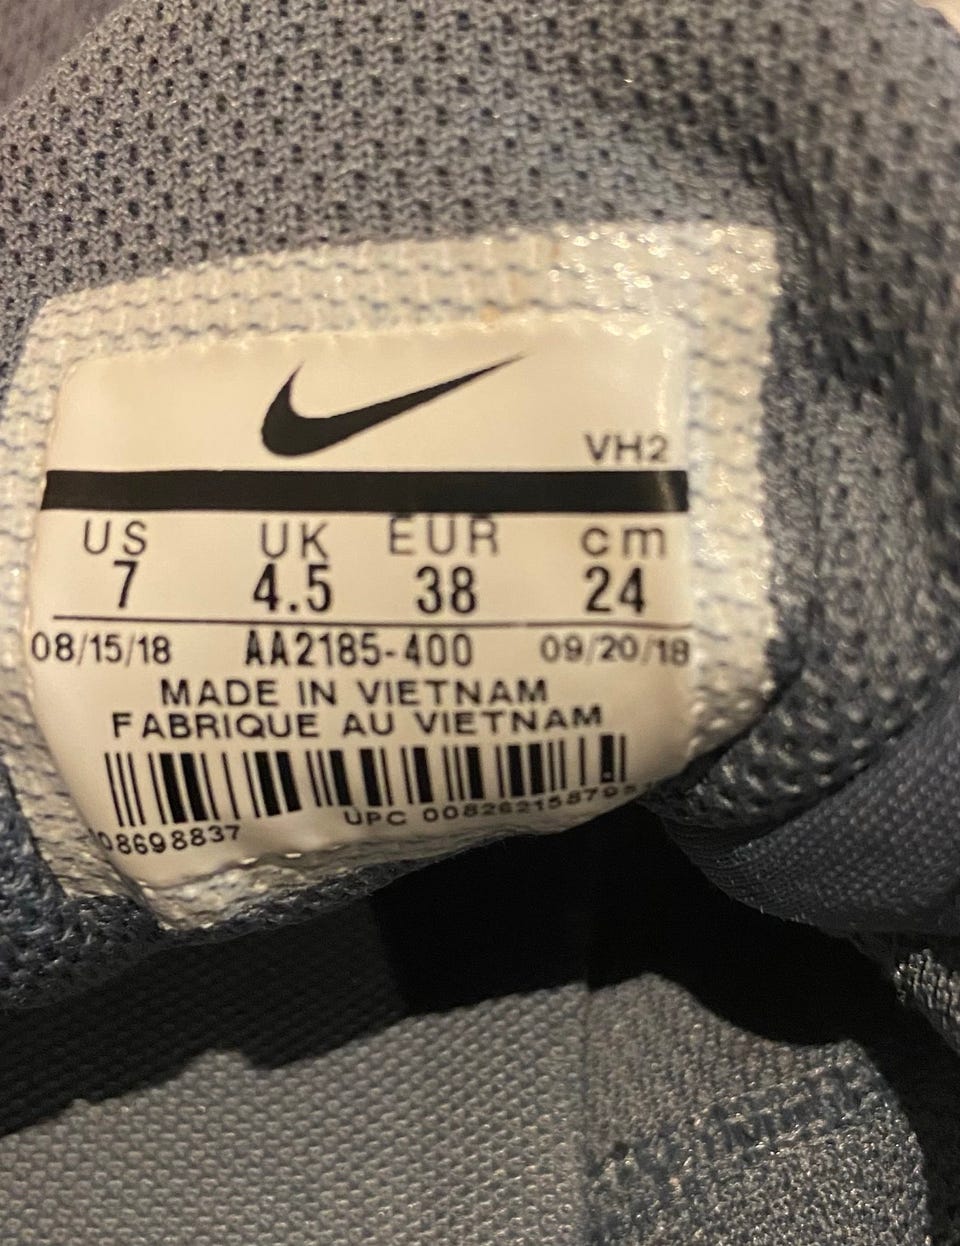 VH2
US UK EUR cm
7 4.5 38 24
08/15/18 AA2185-400 09/20/18
MADE IN VIETNAM
FABRIQUE AU VIETNAM
UPC